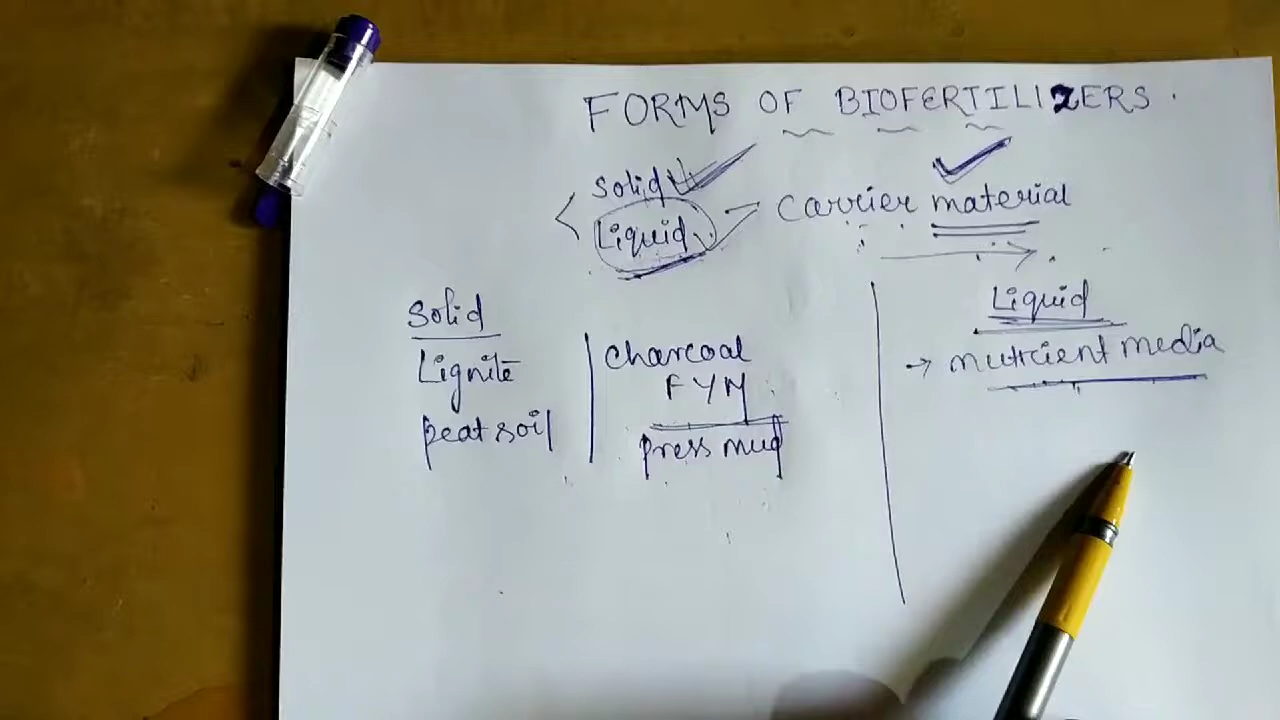 FORMS OF BIOFERTILIZERS
Solid
Liquid
Carrier material
Solid
Lignite
peat soil
Charcoal
FYM
press mud
Liquid
→ nutrient media